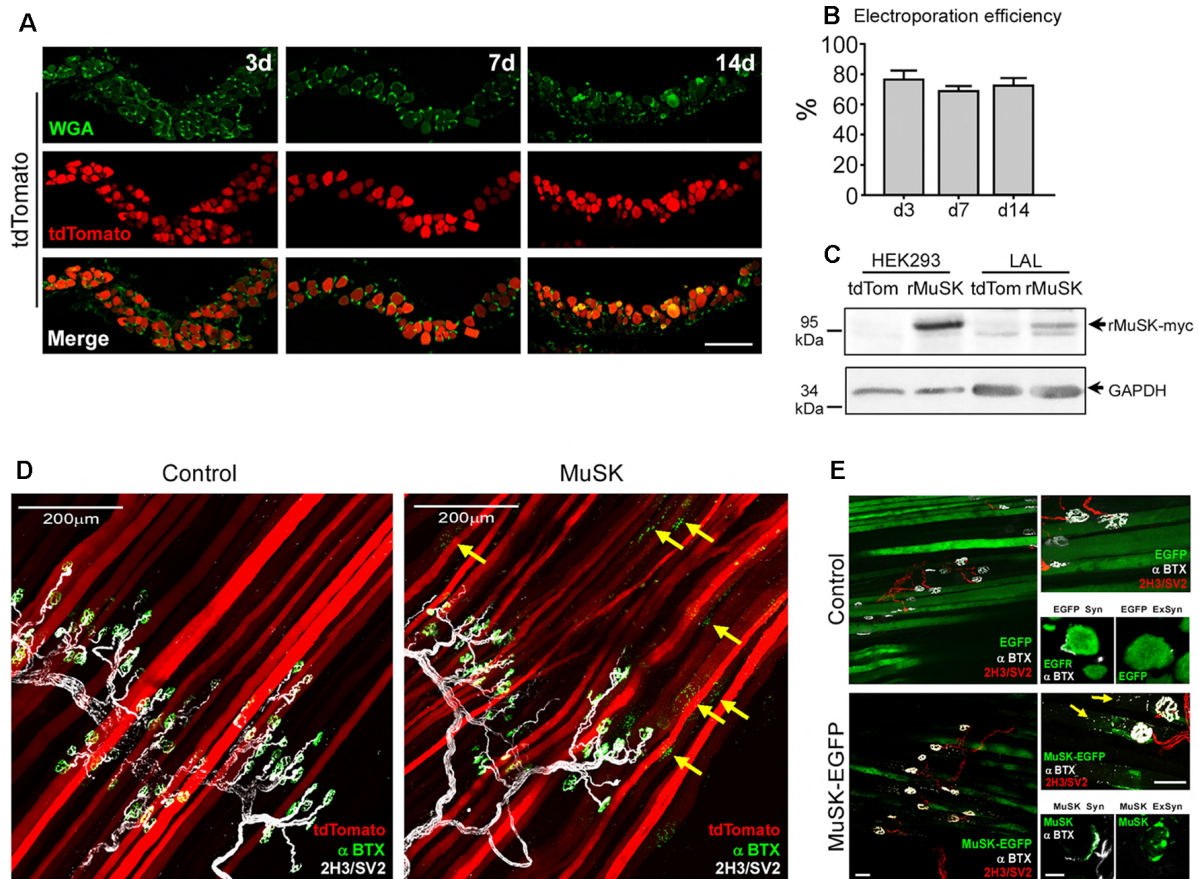 A
3d
7d
14d
WGA
tdTomato
tdTomato
Merge
B
Electroporation efficiency
%
100
80
60
40
20
0
d3
d7
d14
C
HEK293
LAL
tdTom
rMuSK
tdTom
rMuSK
95
kDa
rMuSK-myc
34
kDa
GAPDH
D
Control
MuSK
200μm
tdTomato
α BTX
2H3/SV2
200μm
tdTomato
α BTX
2H3/SV2
E
Control
EGFP
α BTX
2H3/SV2
EGFP
α BTX
2H3/SV2
EGFP Syn
EGFP ExSyn
EGFR
α BTX
EGFP
MuSK-EGFP
MuSK-EGFP
α BTX
2H3/SV2
MuSK-EGFP
α BTX
2H3/SV2
MuSK Syn
MuSK ExSyn
MuSK
α BTX
MuSK